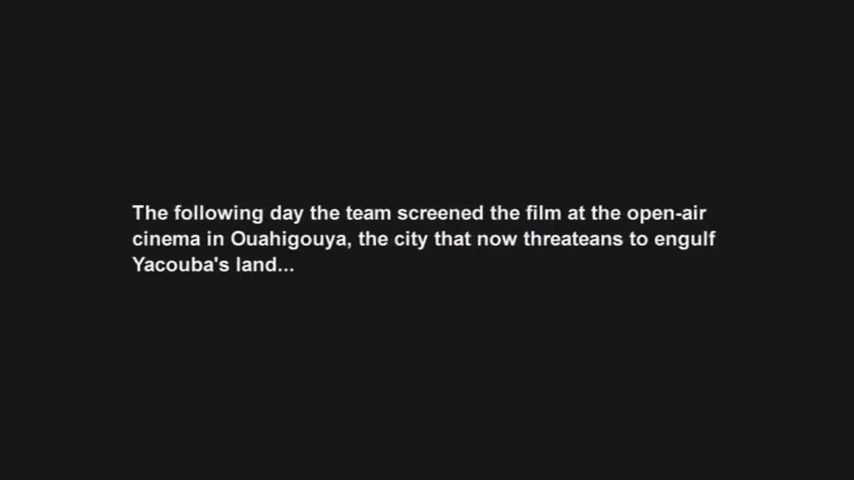 The following day the team screened the film at the open-air
cinema in Ouahigouya, the city that now threateans to engulf
Yacouba's land...